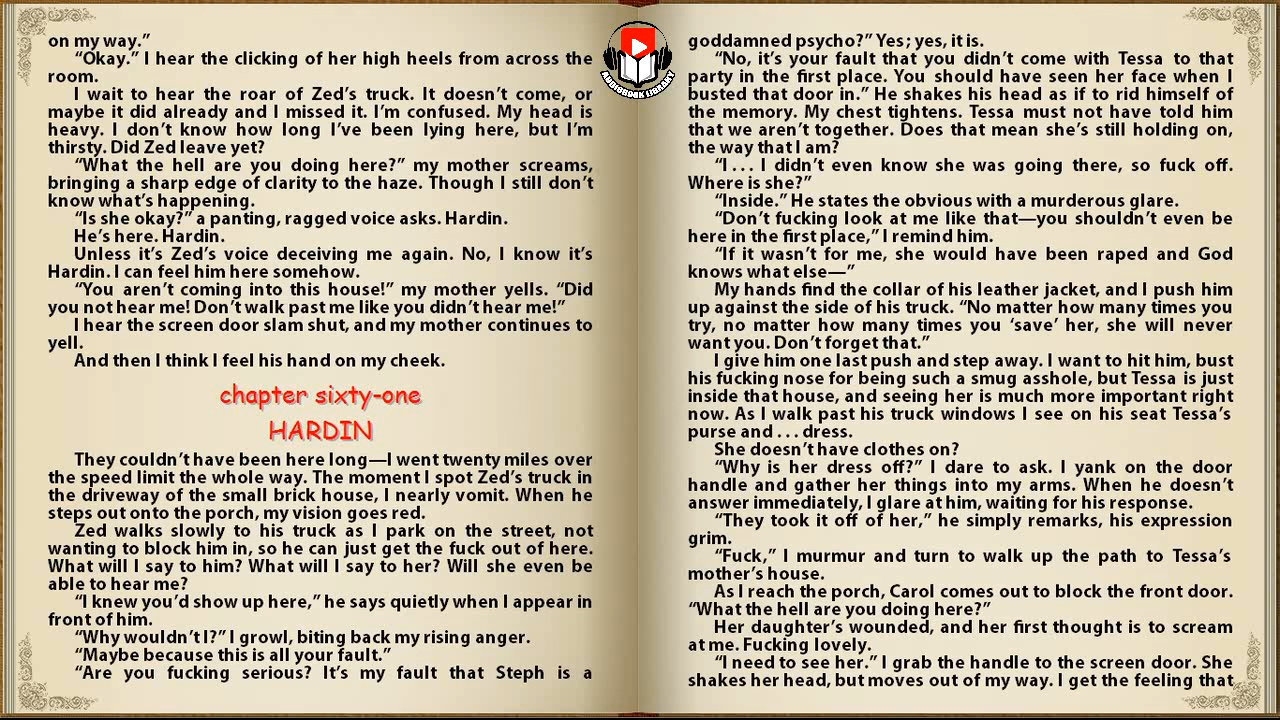 on my way.”
“Okay.” I hear the clicking of her high heels from across the
room.
I wait to hear the roar of Zed’s truck. It doesn’t come, or
maybe it did already and I missed it. I’m confused. My head is
heavy. I don’t know how long I’ve been lying here, but I’m
thirsty. Did Zed leave yet?
“What the hell are you doing here?” my mother screams,
bringing a sharp edge of clarity to the haze. Though I still don’t
know what’s happening.
“Is she okay?” a panting, ragged voice asks. Hardin.
He’s here. Hardin.
Unless it’s Zed’s voice deceiving me again. No, I know it’s
Hardin. I can feel him here somehow.
“You aren’t coming into this house!” my mother yells. “Did
you not hear me! Don’t walk past me like you didn’t hear me!”
I hear the screen door slam shut, and my mother continues to
yell.
And then I think I feel his hand on my cheek.
chapter sixty-one
HARDIN
They couldn’t have been here long—I went twenty miles over
the speed limit the whole way. The moment I spot Zed’s truck in
the driveway of the small brick house, I nearly vomit. When he
steps out onto the porch, my vision goes red.
Zed walks slowly to his truck as I park on the street, not
wanting to block him in, so he can just get the fuck out of here.
What will I say to him? What will I say to her? Will she even be
able to hear me?
“I knew you’d show up here,” he says quietly when I appear in
front of him.
“Why wouldn’t I?” I growl, biting back my rising anger.
“Maybe because this is all your fault.”
“Are you fucking serious? It’s my fault that Steph is a
AUDIOBOOK LIBRARY
goddamned psycho?” Yes; yes, it is.
“No, it’s your fault that you didn’t come with Tessa to that
party in the first place. You should have seen her face when I
busted that door in.” He shakes his head as if to rid himself of
the memory. My chest tightens. Tessa must not have told him
that we aren’t together. Does that mean she’s still holding on,
the way that I am?
“I . . . I didn’t even know she was going there, so fuck off.
Where is she?”
“Inside.” He states the obvious with a murderous glare.
“Don’t fucking look at me like that—you shouldn’t even be
here in the first place,” I remind him.
“If it wasn’t for me, she would have been raped and God
knows what else—”
My hands find the collar of his leather jacket, and I push him
up against the side of his truck. “No matter how many times you
try, no matter how many times you ‘save’ her, she will never
want you. Don’t forget that.”
I give him one last push and step away. I want to hit him, bust
his fucking nose for being such a smug asshole, but Tessa is just
inside that house, and seeing her is much more important right
now. As I walk past his truck windows I see on his seat Tessa’s
purse and . . . dress.
She doesn’t have clothes on?
“Why is her dress off?” I dare to ask. I yank on the door
handle and gather her things into my arms. When he doesn’t
answer immediately, I glare at him, waiting for his response.
“They took it off of her,” he simply remarks, his expression
grim.
“Fuck,” I murmur and turn to walk up the path to Tessa’s
mother’s house.
As I reach the porch, Carol comes out to block the front door.
“What the hell are you doing here?”
Her daughter’s wounded, and her first thought is to scream
at me. Fucking lovely.
“I need to see her.” I grab the handle to the screen door. She
shakes her head, but moves out of my way. I get the feeling that